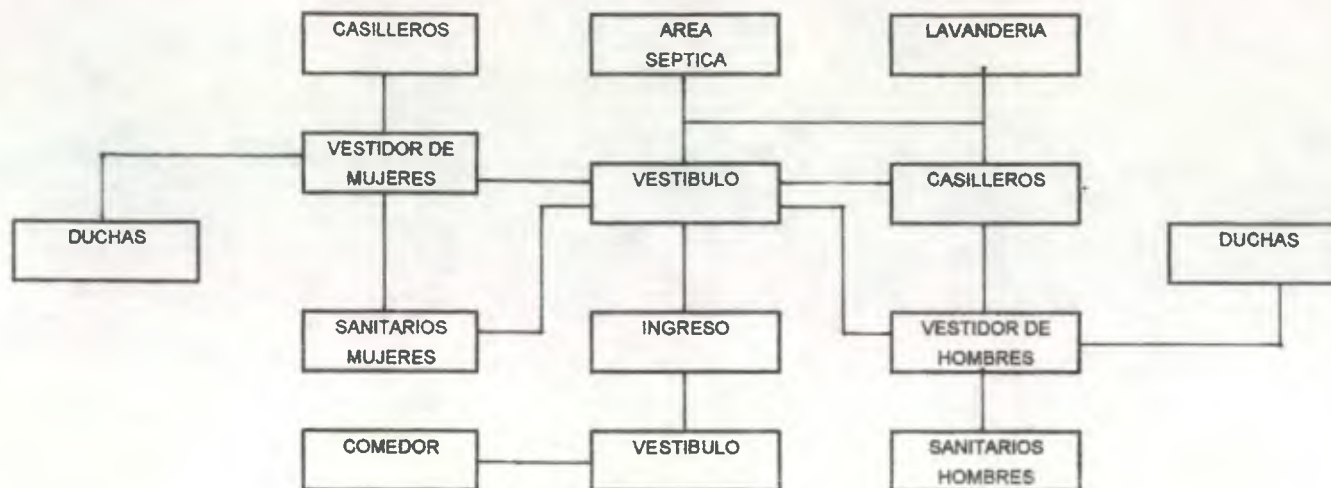 CASILLEROS
AREA
SEPTICA
LAVANDERIA
VESTIDOR DE
MUJERES
VESTIBULO
CASILLEROS
DUCHAS
DUCHAS
SANITARIOS
MUJERES
INGRESO
VESTIDOR DE
HOMBRES
COMEDOR
VESTIBULO
SANITARIOS
HOMBRES